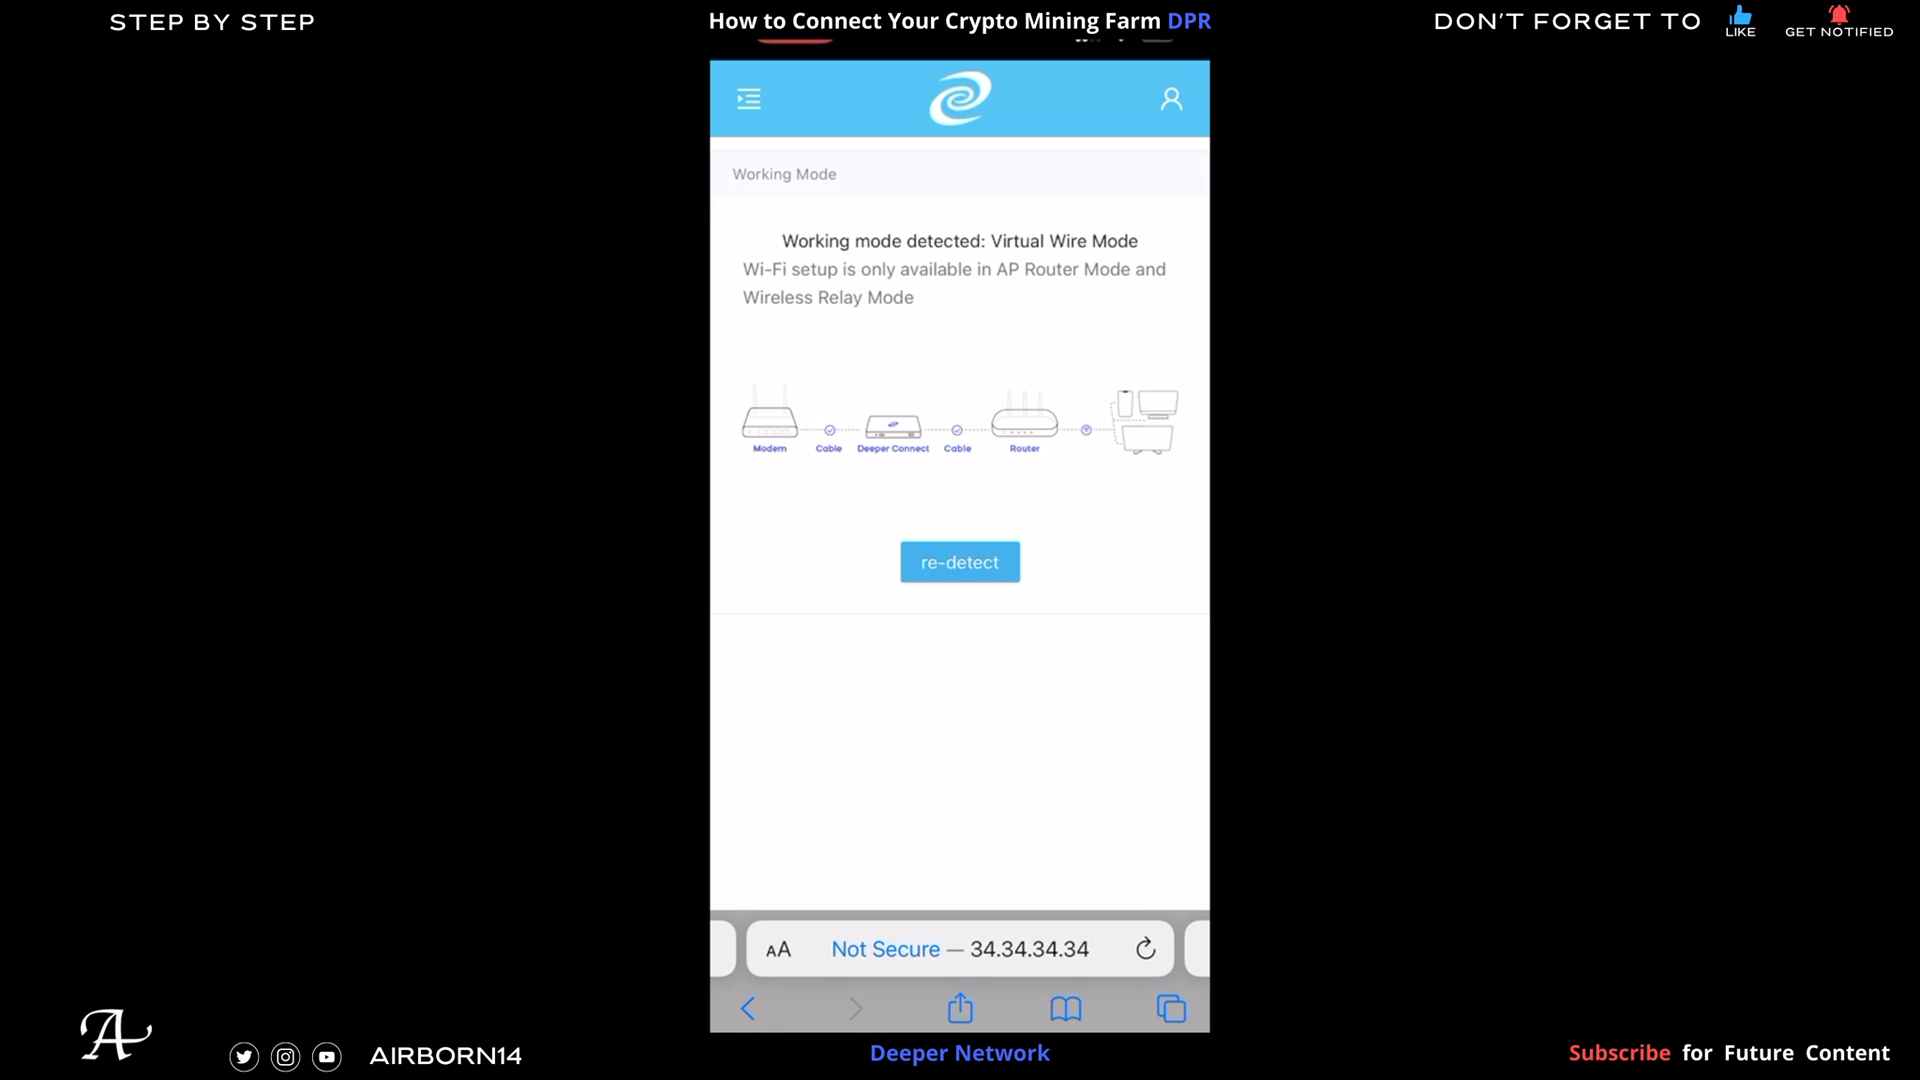 STEP BY STEP
How to Connect Your Crypto Mining Farm DPR
DON'T FORGET TO
LIKE
GET NOTIFIED
Working Mode
Working mode detected: Virtual Wire Mode
Wi-Fi setup is only available in AP Router Mode and
Wireless Relay Mode
Modem Cable Deeper Connect Cable Router
re-detect
AA Not Secure — 34.34.34.34
A
AIRBORN14
Deeper Network
Subscribe for Future Content